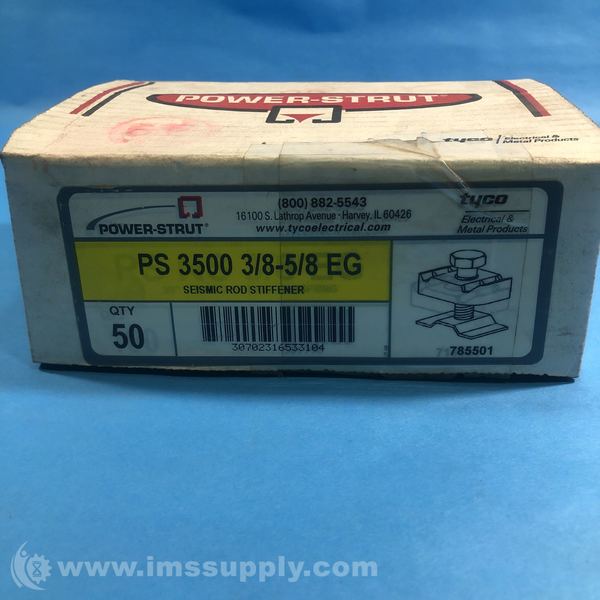 POWER-STRUT®
tyco Electrical & Metal Products
POWER-STRUT®
(800) 882-5543
16100 S. Lathrop Avenue · Harvey, IL 60426
www.tycoelectrical.com
tyco
Electrical &
Metal Products
PS 3500 3/8-5/8 EG
SEISMIC ROD STIFFENER
QTY
50
30702316533104
785501
www.imssupply.com